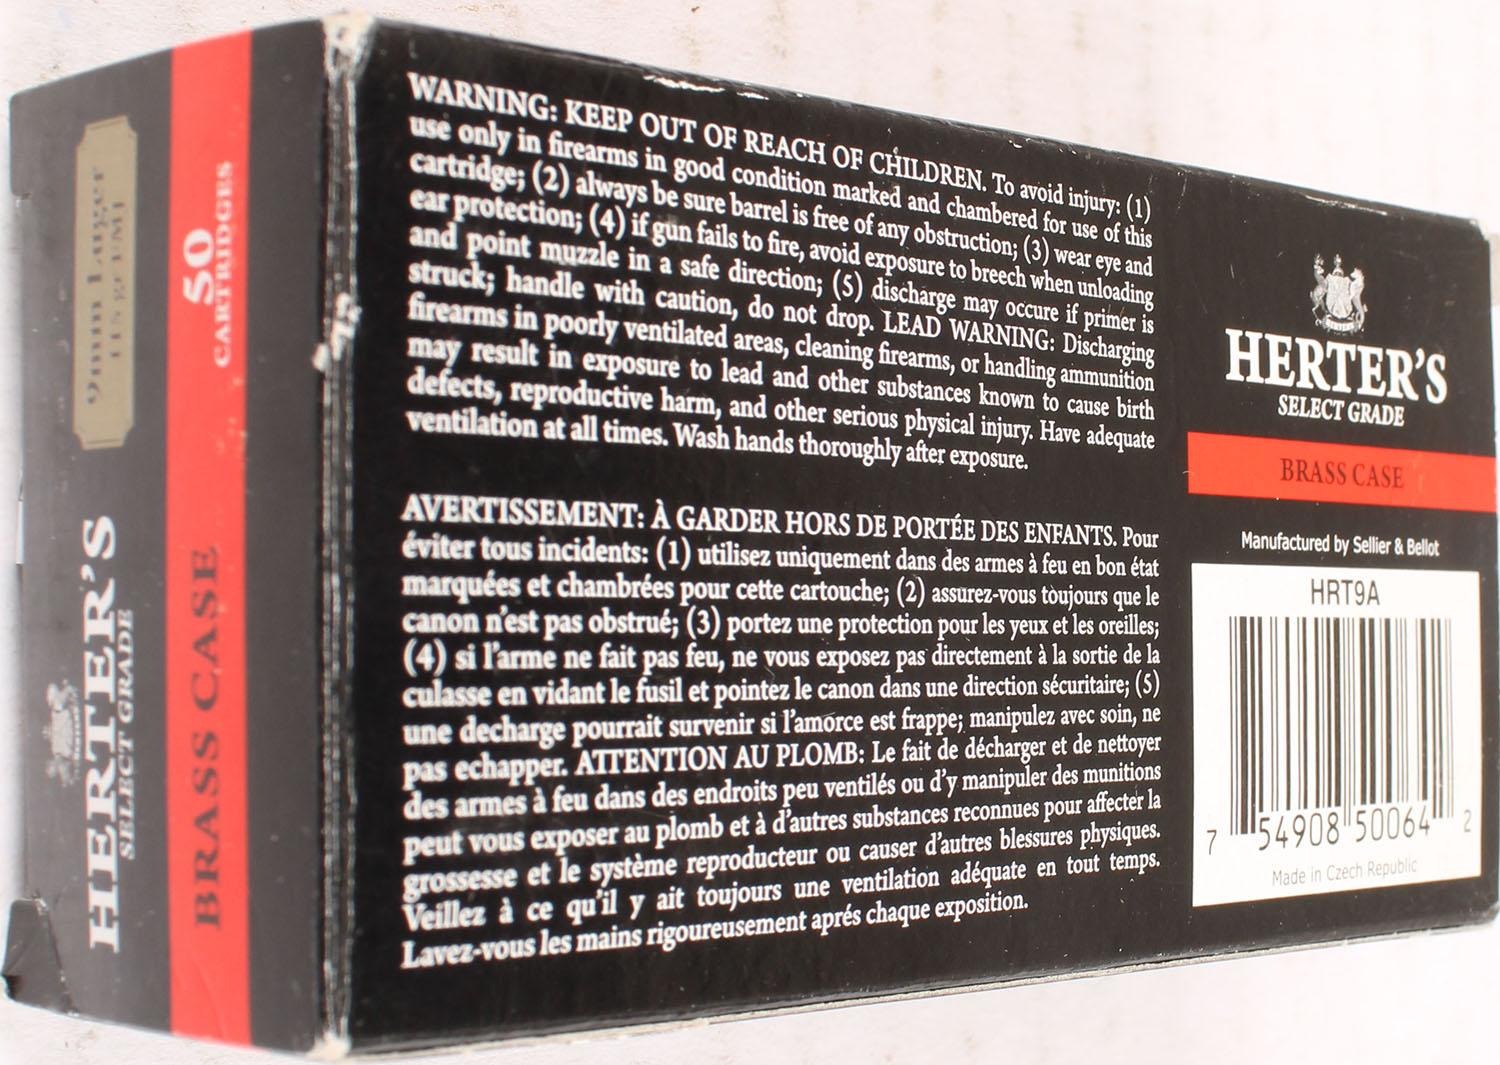 9mm Luger
50
CARTRIDGES
HERTER'S
SELECT GRADE
BRASS CASE
WARNING: KEEP OUT OF REACH OF CHILDREN. To avoid injury: (1)
use only in firearms in good condition marked and chambered for use of this
cartridge; (2) always be sure barrel is free of any obstruction; (3) wear eye and
ear protection; (4) if gun fails to fire, avoid exposure to breech when unloading
and point muzzle in a safe direction; (5) discharge may occure if primer is
struck; handle with caution, do not drop. LEAD WARNING: Discharging
firearms in poorly ventilated areas, cleaning firearms, or handling ammunition
may result in exposure to lead and other substances known to cause birth
defects, reproductive harm, and other serious physical injury. Have adequate
ventilation at all times. Wash hands thoroughly after exposure.
AVERTISSEMENT: À GARDER HORS DE PORTÉE DES ENFANTS. Pour
éviter tous incidents: (1) utilisez uniquement dans des armes à feu en bon état
marquées et chambrées pour cette cartouche; (2) assurez-vous toujours que le
canon n'est pas obstrué; (3) portez une protection pour les yeux et les oreilles;
(4) si l'arme ne fait pas feu, ne vous exposez pas directement à la sortie de la
culasse en vidant le fusil et pointez le canon dans une direction sécuritaire; (5)
une decharge pourrait survenir si l'amorce est frappe; manipulez avec soin, ne
pas echapper. ATTENTION AU PLOMB: Le fait de décharger et de nettoyer
des armes à feu dans des endroits peu ventilés ou d'y manipuler des munitions
peut vous exposer au plomb et à d'autres substances reconnues pour affecter la
grossesse et le système reproducteur ou causer d'autres blessures physiques.
Veillez à ce qu'il y ait toujours une ventilation adéquate en tout temps.
Lavez-vous les mains rigoureusement aprés chaque exposition.
HERTER'S
SELECT GRADE
BRASS CASE
Manufactured by Sellier & Bellot
HRT9A
7 54908 50064 2
Made in Czech Republic